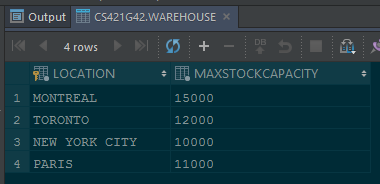 Output CS421G42.WAREHOUSE ×
4 rows DB
LOCATION MAXSTOCKCAPACITY
1 MONTREAL 15000
2 TORONTO 12000
3 NEW YORK CITY 10000
4 PARIS 11000